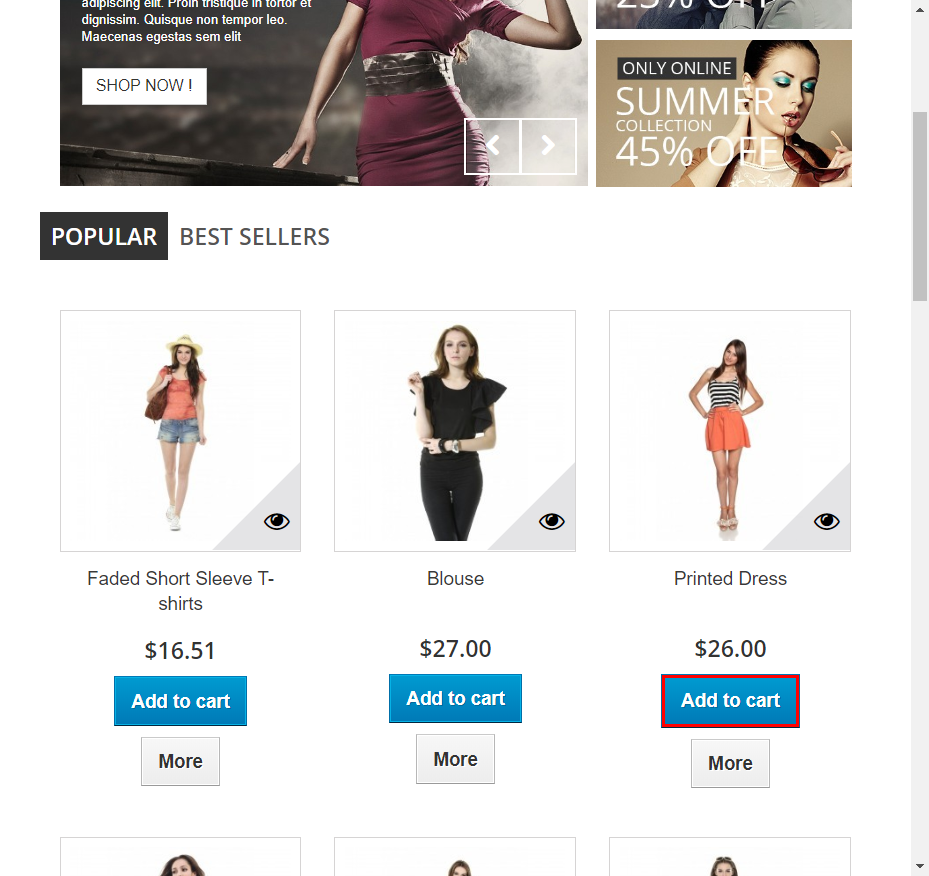 adipiscing elit. Proin tristique in tortor et
dignissim. Quisque non tempor leo.
Maecenas egestas sem elit
SHOP NOW !
25% OFF
ONLY ONLINE
SUMMER
COLLECTION
45% OFF
POPULAR
BEST SELLERS
Faded Short Sleeve T-
shirts
$16.51
Add to cart
More
Blouse
$27.00
Add to cart
More
Printed Dress
$26.00
Add to cart
More